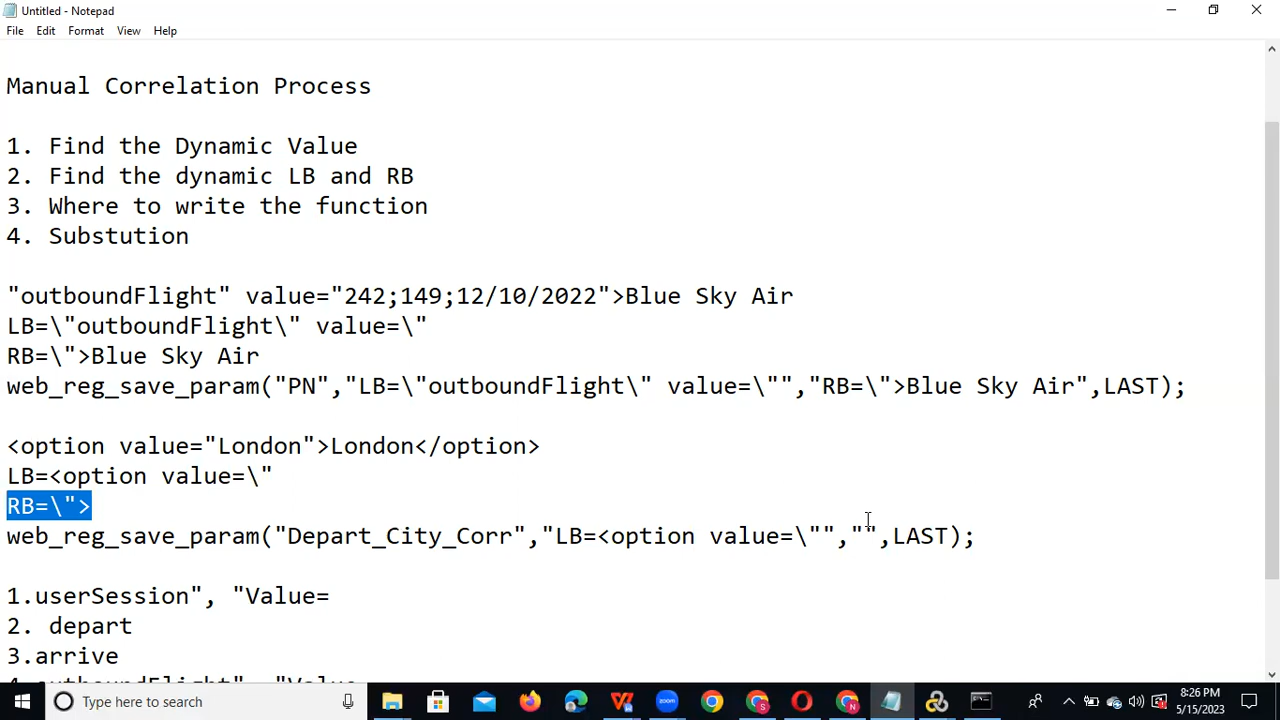 Untitled - Notepad
File Edit Format View Help
Manual Correlation Process
1. Find the Dynamic Value
2. Find the dynamic LB and RB
3. Where to write the function
4. Substution
"outboundFlight" value="242;149;12/10/2022">Blue Sky Air
LB=\"outboundFlight\" value=\"
RB=\">Blue Sky Air
web_reg_save_param("PN","LB=\"outboundFlight\" value=\"","RB=\">Blue Sky Air",LAST);
<option value="London">London</option>
LB=<option value=\"
RB=\">
web_reg_save_param("Depart_City_Corr","LB=<option value=\"","",LAST);
1.userSession", "Value=
2. depart
3.arrive
4.outboundFlight", "Value
Type here to search
zoom
S
N
8:26 PM
5/15/2023